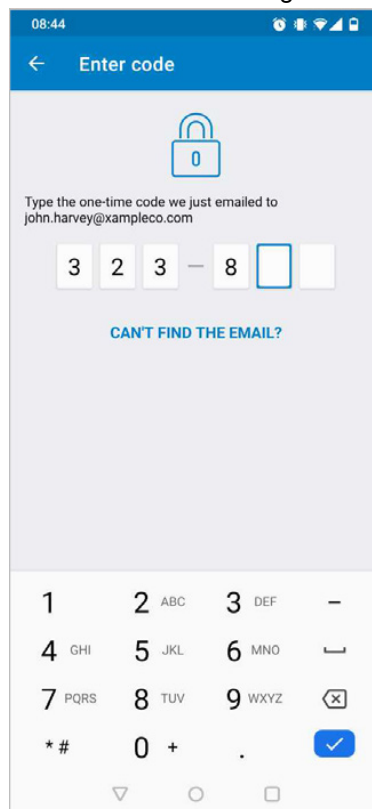 08:44
Enter code
0
Type the one-time code we just emailed to
john.harvey@xampleco.com
3 2 3 – 8
CAN'T FIND THE EMAIL?
1 2 ABC 3 DEF –
4 GHI 5 JKL 6 MNO
7 PQRS 8 TUV 9 WXYZ
* # 0 + .